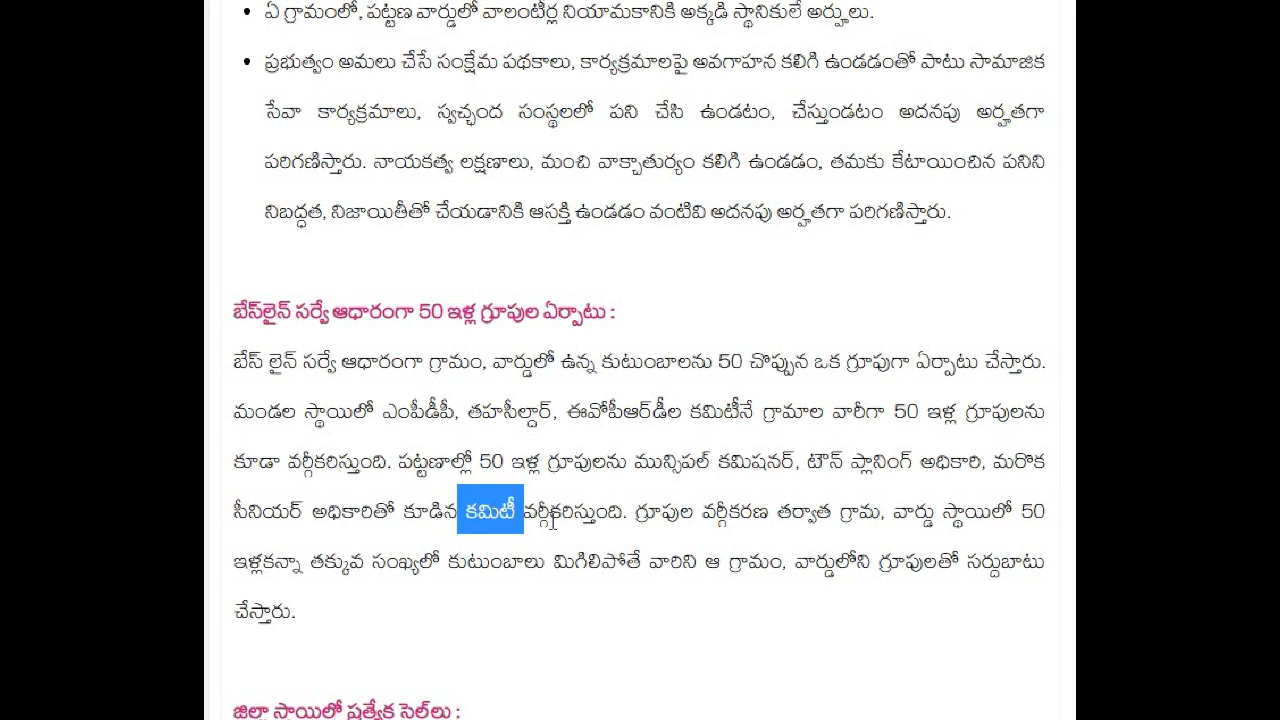 • ఏ గ్రామంలో, పట్టణ వార్డులో వాలంటీర్ల నియామకానికి అక్కడి స్థానికులే అర్హులు.
• ప్రభుత్వం అమలు చేసే సంక్షేమ పథకాలు, కార్యక్రమాలపై అవగాహన కలిగి ఉండడంతో పాటు సామాజిక
సేవా కార్యక్రమాలు, స్వచ్ఛంద సంస్థలలో పని చేసి ఉండటం, చేస్తుండటం అదనపు అర్హతగా
పరిగణిస్తారు. నాయకత్వ లక్షణాలు, మంచి వాక్చాతుర్యం కలిగి ఉండడం, తమకు కేటాయించిన పనిని
నిబద్ధత, నిజాయితీతో చేయడానికి ఆసక్తి ఉండడం వంటివి అదనపు అర్హతగా పరిగణిస్తారు.
బేస్‌లైన్ సర్వే ఆధారంగా 50 ఇళ్ల గ్రూపుల ఏర్పాటు :
బేస్ లైన్ సర్వే ఆధారంగా గ్రామం, వార్డులో ఉన్న కుటుంబాలను 50 చొప్పున ఒక గ్రూపుగా ఏర్పాటు చేస్తారు.
మండల స్థాయిలో ఎంపీడీపీ, తహసీల్దార్, ఈవోపీఆర్‌డీల కమిటీనే గ్రామాల వారీగా 50 ఇళ్ల గ్రూపులను
కూడా వర్గీకరిస్తుంది. పట్టణాల్లో 50 ఇళ్ల గ్రూపులను మున్సిపల్ కమిషనర్, టౌన్ ప్లానింగ్ అధికారి, మరొక
సీనియర్ అధికారితో కూడిన కమిటీ వర్గీకరిస్తుంది. గ్రూపుల వర్గీకరణ తర్వాత గ్రామ, వార్డు స్థాయిలో 50
ఇళ్లకన్నా తక్కువ సంఖ్యలో కుటుంబాలు మిగిలిపోతే వారిని ఆ గ్రామం, వార్డులోని గ్రూపులతో సర్దుబాటు
చేస్తారు.
జిల్లా స్థాయిలో ప్రత్యేక సెల్‌లు :